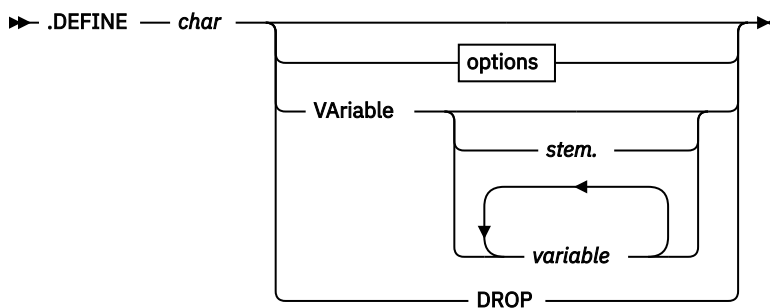 .DEFINE char
options
VAriable
stem.
variable
DROP